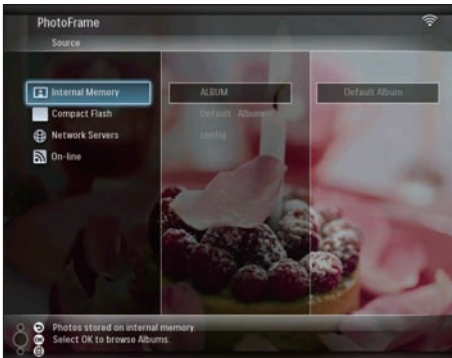 PhotoFrame
Source
Internal Memory
Compact Flash
Network Servers
On-line
ALBUM
Default Album
config
Default Album
Photos stored on internal memory.
Select OK to browse Albums.